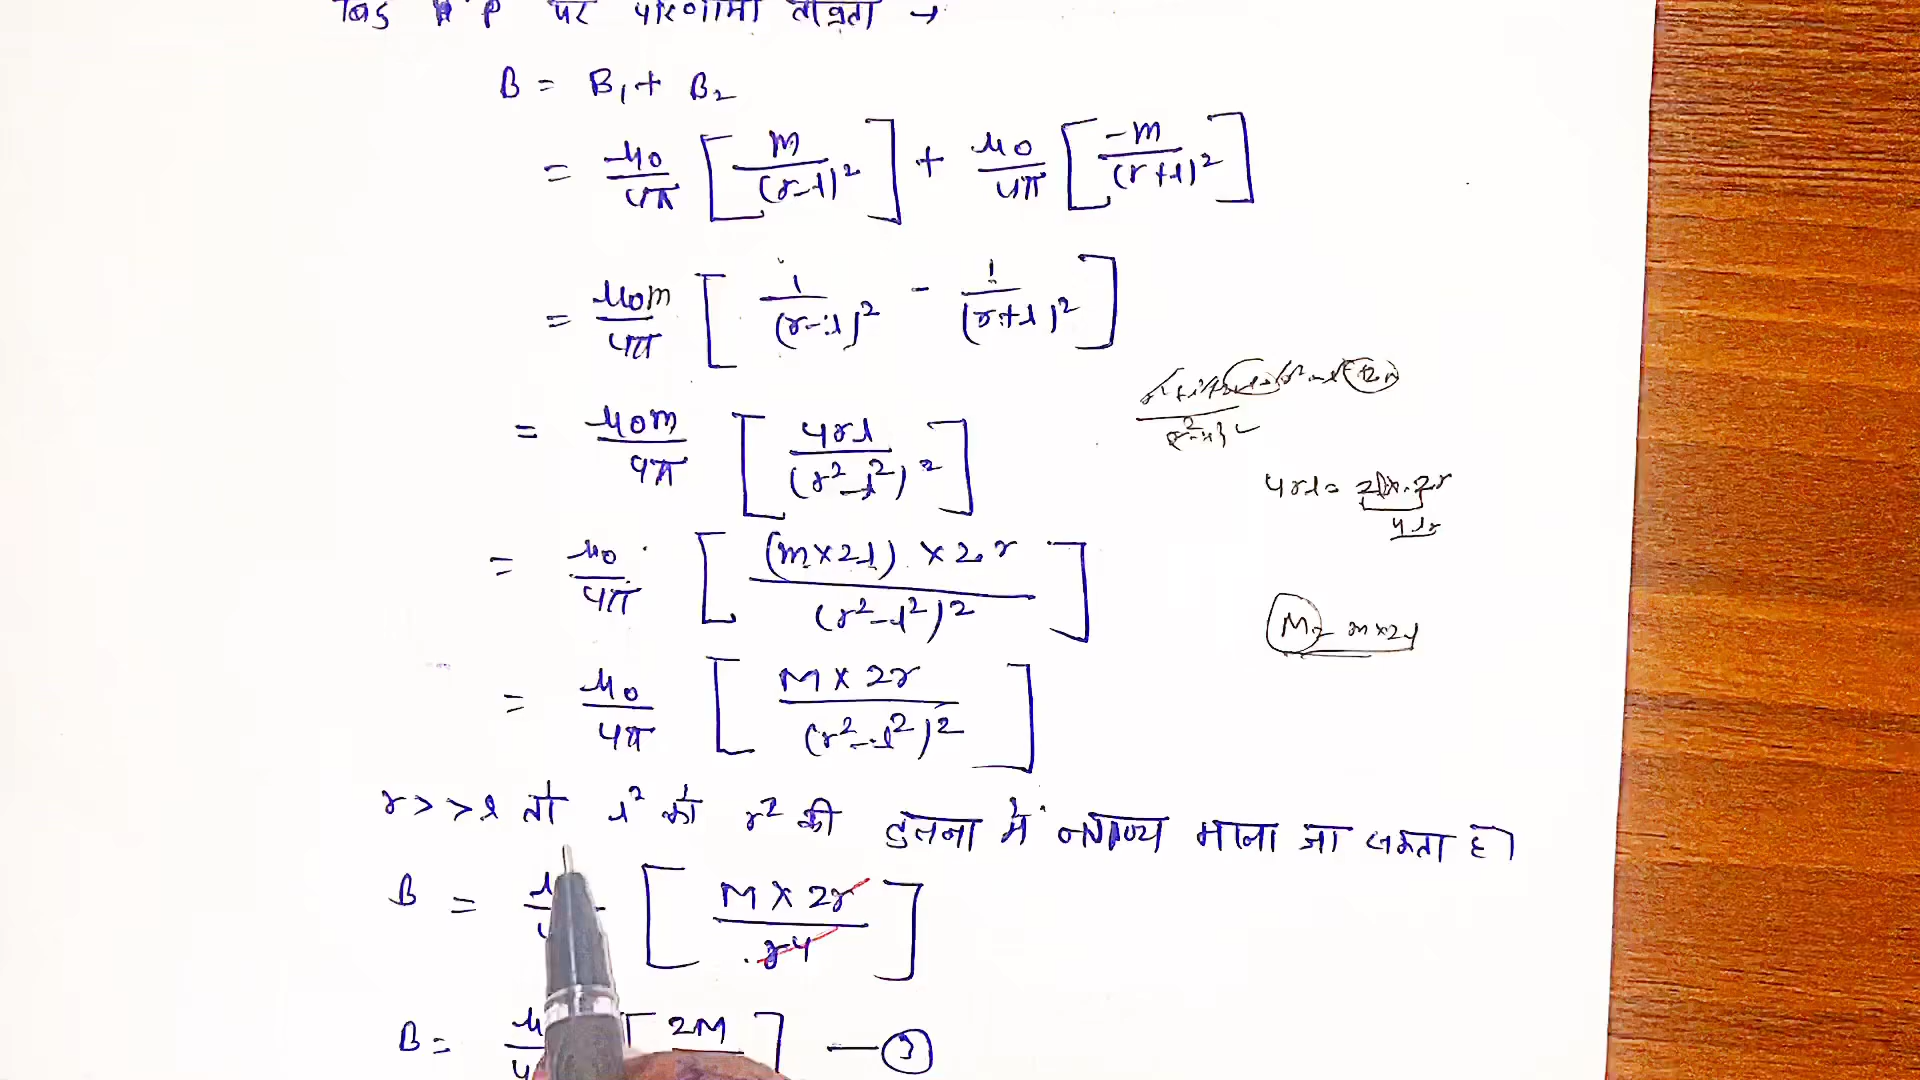 बिंदु P पर परिणामी तीव्रता →
B = B₁ + B₂
= μ₀/4π [m/(r-l)²] + μ₀/4π [-m/(r+l)²]
= μ₀m/4π [1/(r-l)² - 1/(r+l)²]
= μ₀m/4π [4rl/(r²-l²)²]
4rl = 2l×2r
4lr
= μ₀/4π [(m×2l)×2r/(r²-l²)²]
M = m×2l
= μ₀/4π [M×2r/(r²-l²)²]
r>>l तो l² को r² की तुलना में नगण्य माना जा सकता है।
B = [M×2r/r⁴]
B = [2M] — ③